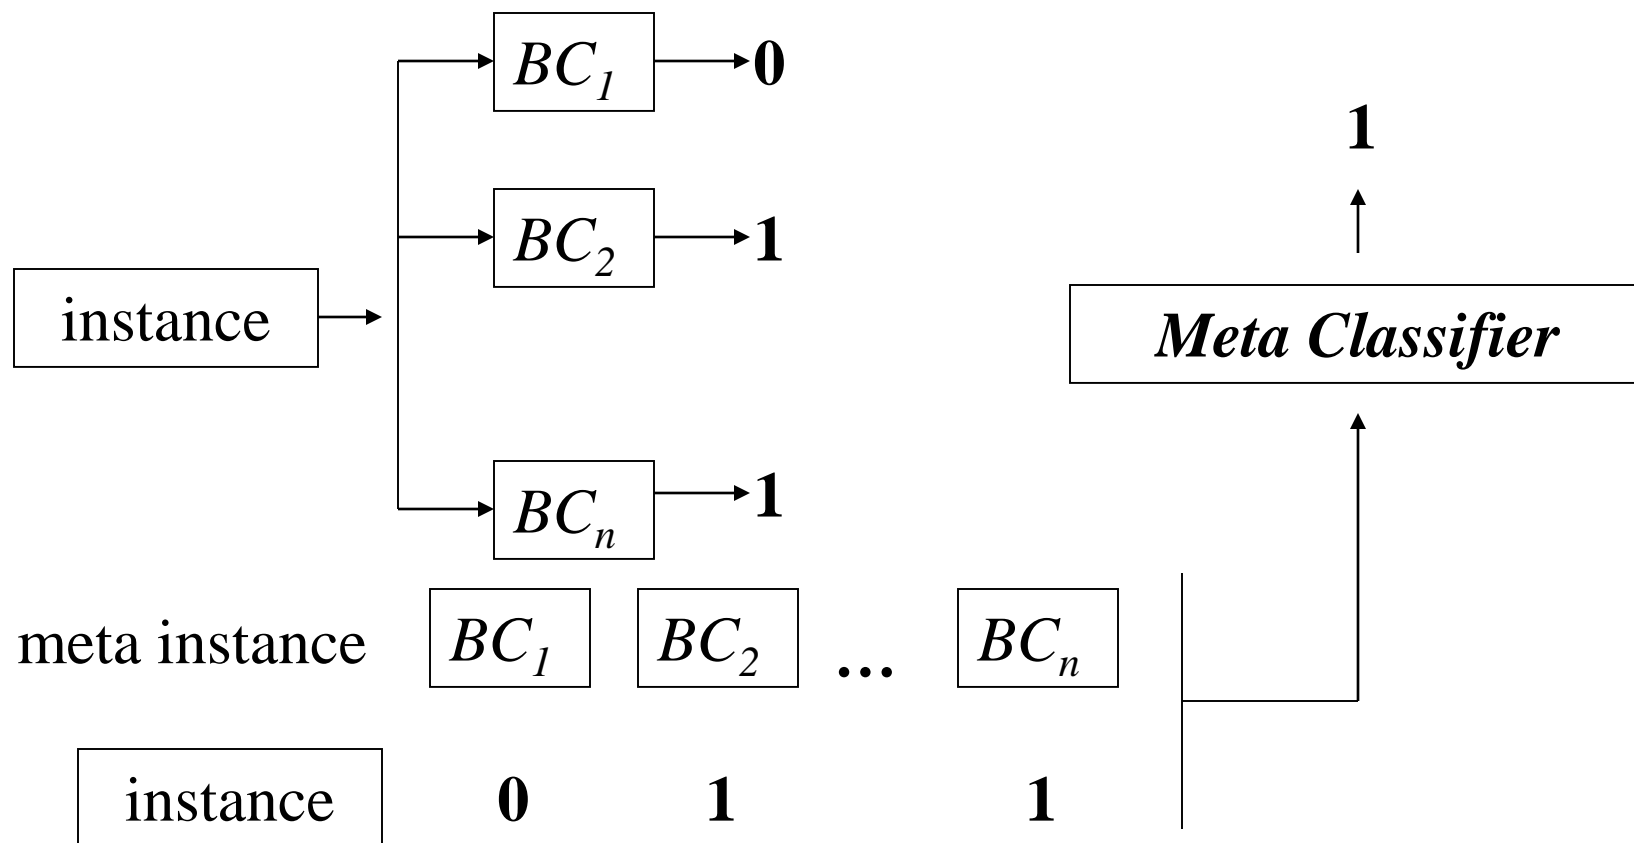 BC₁ 0
1
BC₂ 1
instance
Meta Classifier
BCₙ 1
meta instance BC₁ BC₂ ... BCₙ
instance 0 1 1